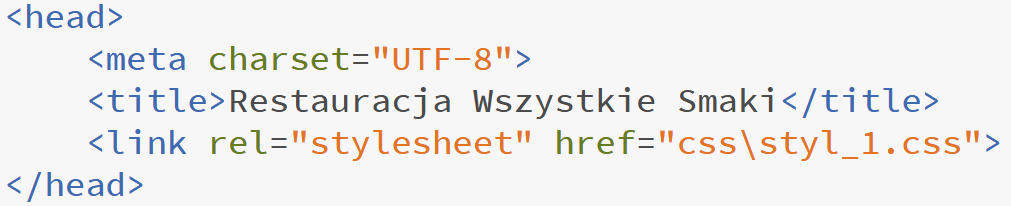 <head>
    <meta charset="UTF-8">
    <title>Restauracja Wszystkie Smaki</title>
    <link rel="stylesheet" href="css\styl_1.css">
</head>